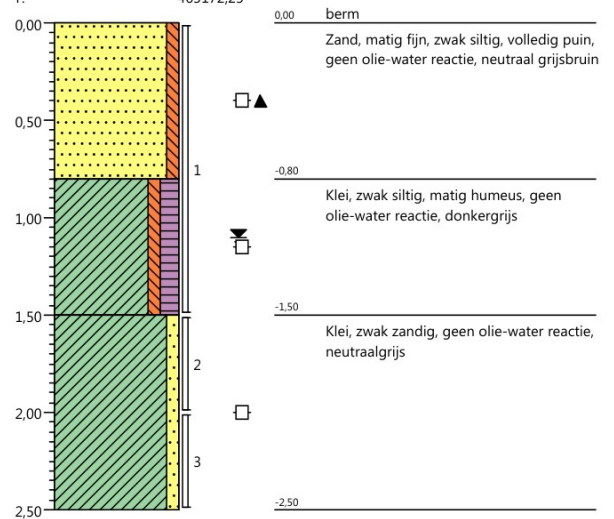 0,00
0,50
1,00
1,50
2,00
2,50
1
2
3
0,00 berm
Zand, matig fijn, zwak siltig, volledig puin,
geen olie-water reactie, neutraal grijsbruin
-0,80
Klei, zwak siltig, matig humeus, geen
olie-water reactie, donkergrijs
-1,50
Klei, zwak zandig, geen olie-water reactie,
neutraalgrijs
-2,50